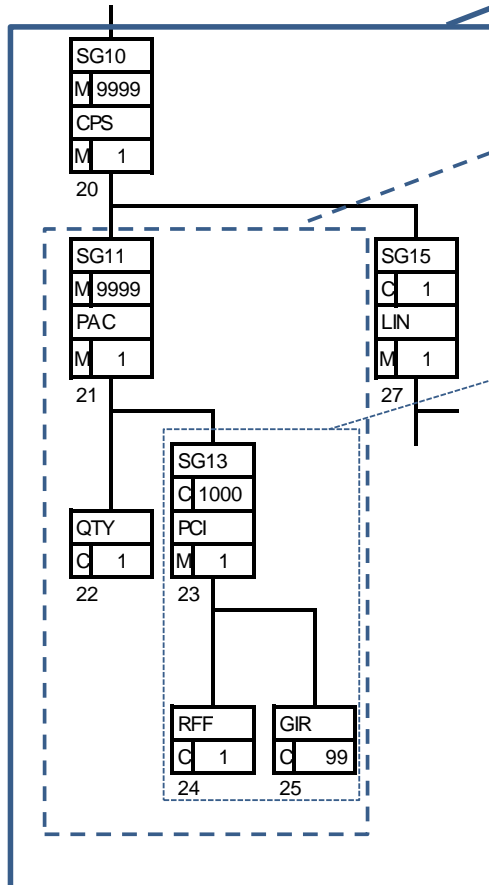 SG10
M 9999
CPS
M 1
20
SG11
M 9999
PAC
M 1
21
SG15
C 1
LIN
M 1
27
SG13
C 1000
PCI
M 1
23
QTY
C 1
22
RFF
C 1
24
GIR
C 99
25